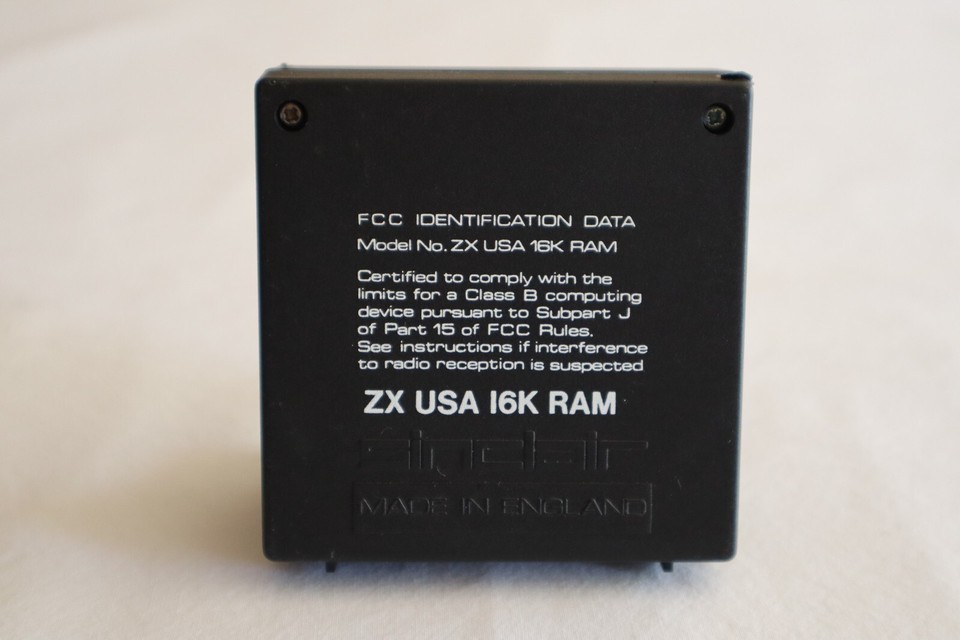 FCC IDENTIFICATION DATA
Model No. ZX USA 16K RAM
Certified to comply with the
limits for a Class B computing
device pursuant to Subpart J
of Part 15 of FCC Rules.
See instructions if interference
to radio reception is suspected
ZX USA 16K RAM
sinclair
MADE IN ENGLAND